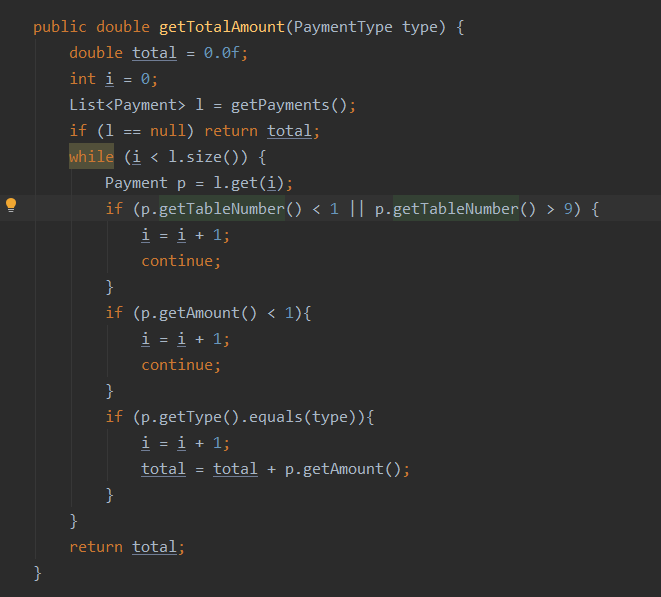 public double getTotalAmount(PaymentType type) {
double total = 0.0f;
int i = 0;
List<Payment> l = getPayments();
if (l == null) return total;
while (i < l.size()) {
Payment p = l.get(i);
if (p.getTableNumber() < 1 || p.getTableNumber() > 9) {
i = i + 1;
continue;
}
if (p.getAmount() < 1){
i = i + 1;
continue;
}
if (p.getType().equals(type)){
i = i + 1;
total = total + p.getAmount();
}
}
return total;
}